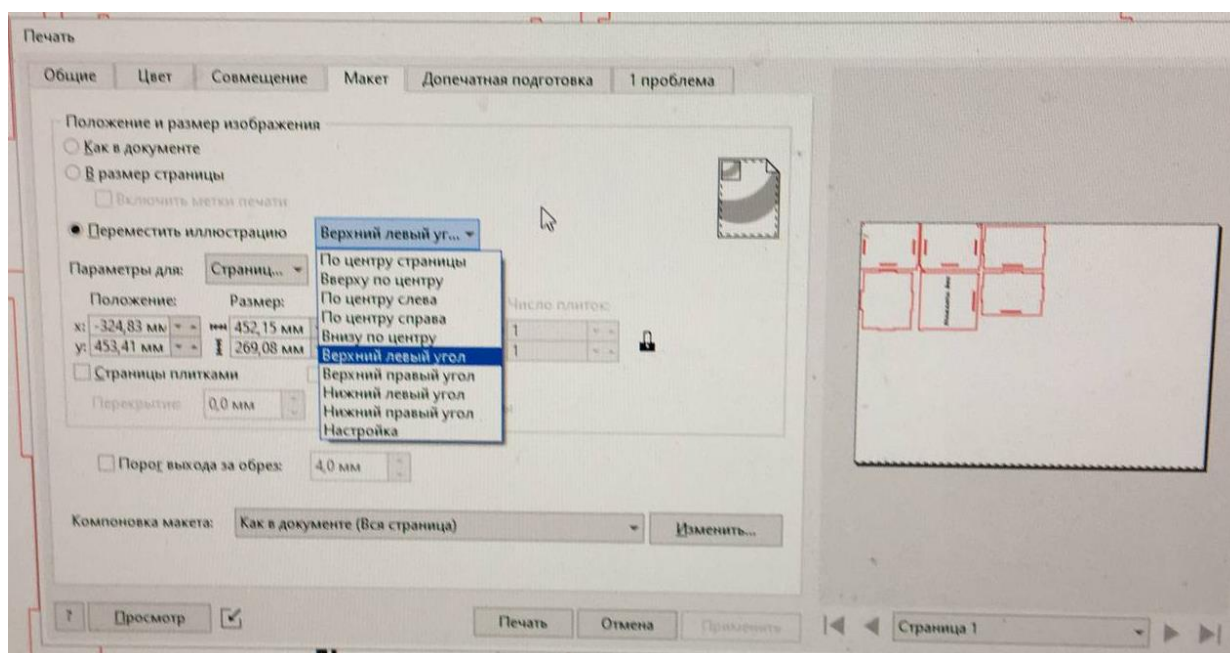 Печать
Общие Цвет Совмещение Макет Допечатная подготовка 1 проблема
Положение и размер изображения
Как в документе
В размер страницы
Включить метки печати
Переместить иллюстрацию Верхний левый уг...
По центру страницы
Вверху по центру
По центру слева
По центру справа
Внизу по центру
Верхний левый угол
Верхний правый угол
Нижний левый угол
Нижний правый угол
Настройка
Параметры для: Страниц...
Положение: Размер: Число плиток:
x: -324,83 мм 452,15 мм 1
y: 453,41 мм 269,08 мм 1
Страницы плитками
Перекрытие: 0,0 мм
Порог выхода за обрез: 4,0 мм
Компоновка макета: Как в документе (Вся страница) Изменить...
? Просмотр Печать Отмена Применить Страница 1